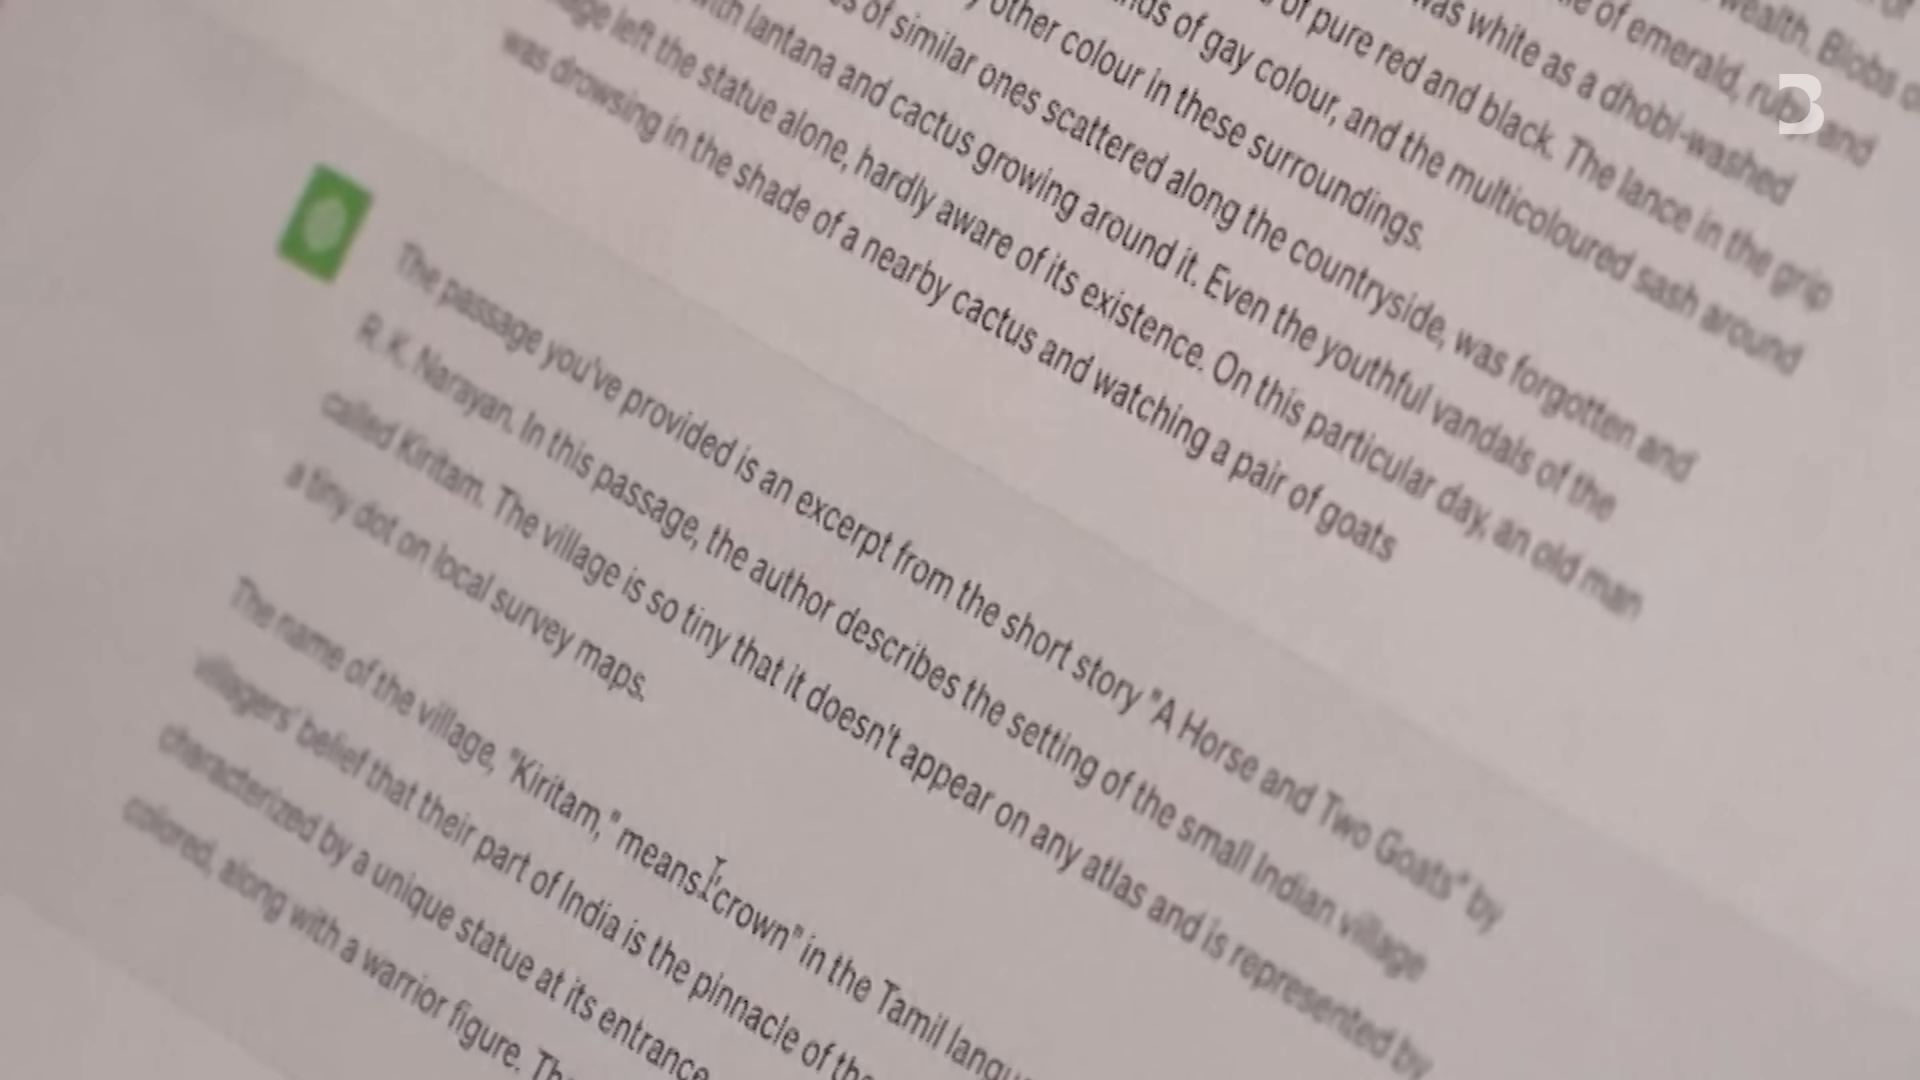 wealth. Blobs of
of emerald, ruby and
was white as a dhobi-washed
of pure red and black. The lance in the grip
of gay colour, and the multicoloured sash around
other colour in these surroundings.
of similar ones scattered along the countryside, was forgotten and
with lantana and cactus growing around it. Even the youthful vandals of the
left the statue alone, hardly aware of its existence. On this particular day, an old man
was drowsing in the shade of a nearby cactus and watching a pair of goats
The passage you've provided is an excerpt from the short story "A Horse and Two Goats" by
R. K. Narayan. In this passage, the author describes the setting of the small Indian village
called Kiritam. The village is so tiny that it doesn't appear on any atlas and is represented by
a tiny dot on local survey maps.
The name of the village, "Kiritam," means "crown" in the Tamil
villagers' belief that their part of India is the pinnacle of the
characterized by a unique statue at its entrance
colored, along with a warrior figure.
3